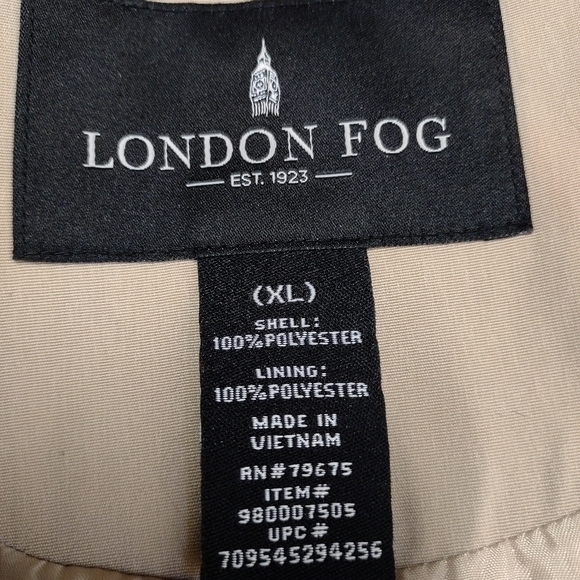 LONDON FOG
EST. 1923
(XL)
SHELL:
100%POLYESTER
LINING:
100%POLYESTER
MADE IN
VIETNAM
RN#79675
ITEM#
980007505
UPC#
709545294256